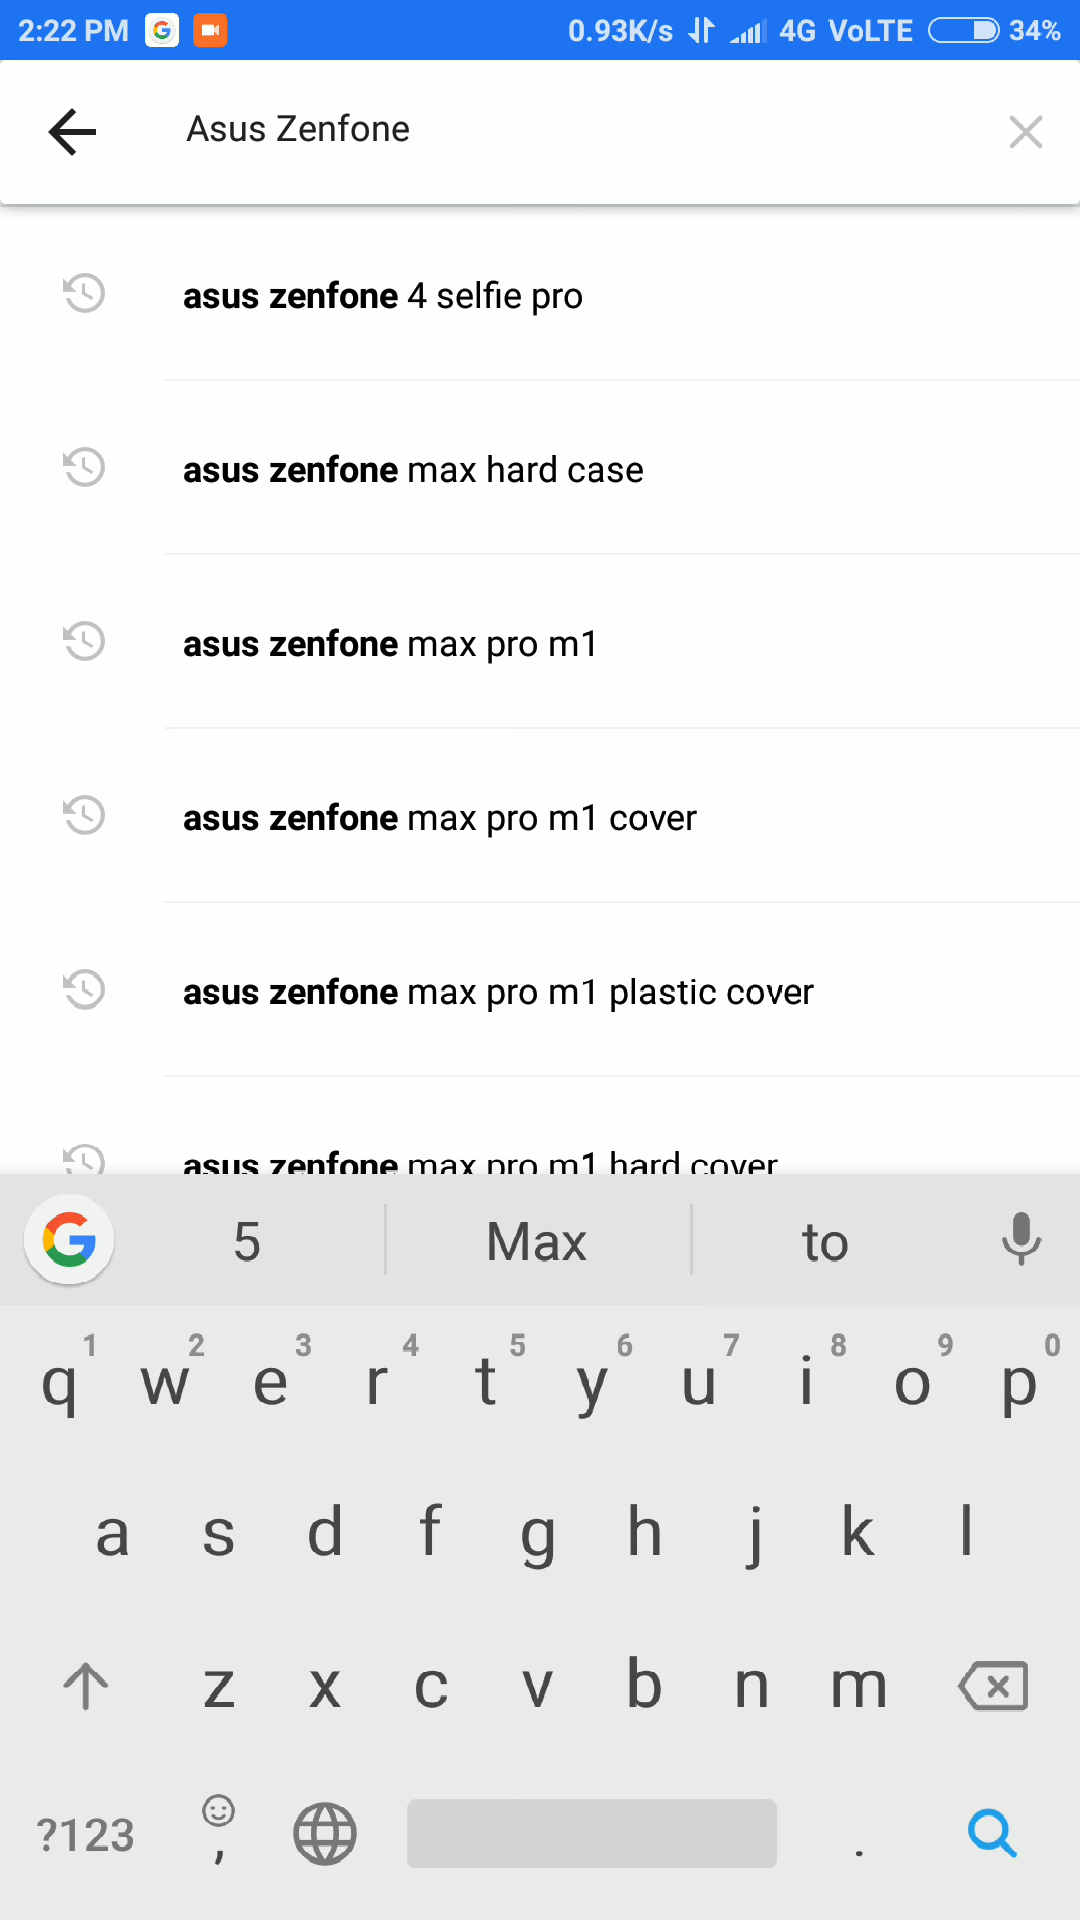 2:22 PM 0.93K/s 4G VoLTE 34%
Asus Zenfone
asus zenfone 4 selfie pro
asus zenfone max hard case
asus zenfone max pro m1
asus zenfone max pro m1 cover
asus zenfone max pro m1 plastic cover
asus zenfone max pro m1 hard cover
5 Max to
1 2 3 4 5 6 7 8 9 0
q w e r t y u i o p
a s d f g h j k l
z x c v b n m
?123 , .